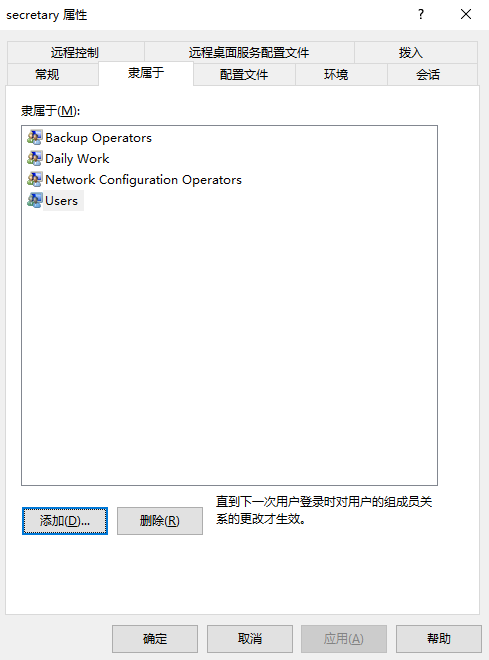 secretary 属性
?
远程控制
远程桌面服务配置文件
拨入
常规
隶属于
配置文件
环境
会话
隶属于(M):
Backup Operators
Daily Work
Network Configuration Operators
Users
添加(D)...
删除(R)
直到下一次用户登录时对用户的组成员关
系的更改才生效。
确定
取消
应用(A)
帮助